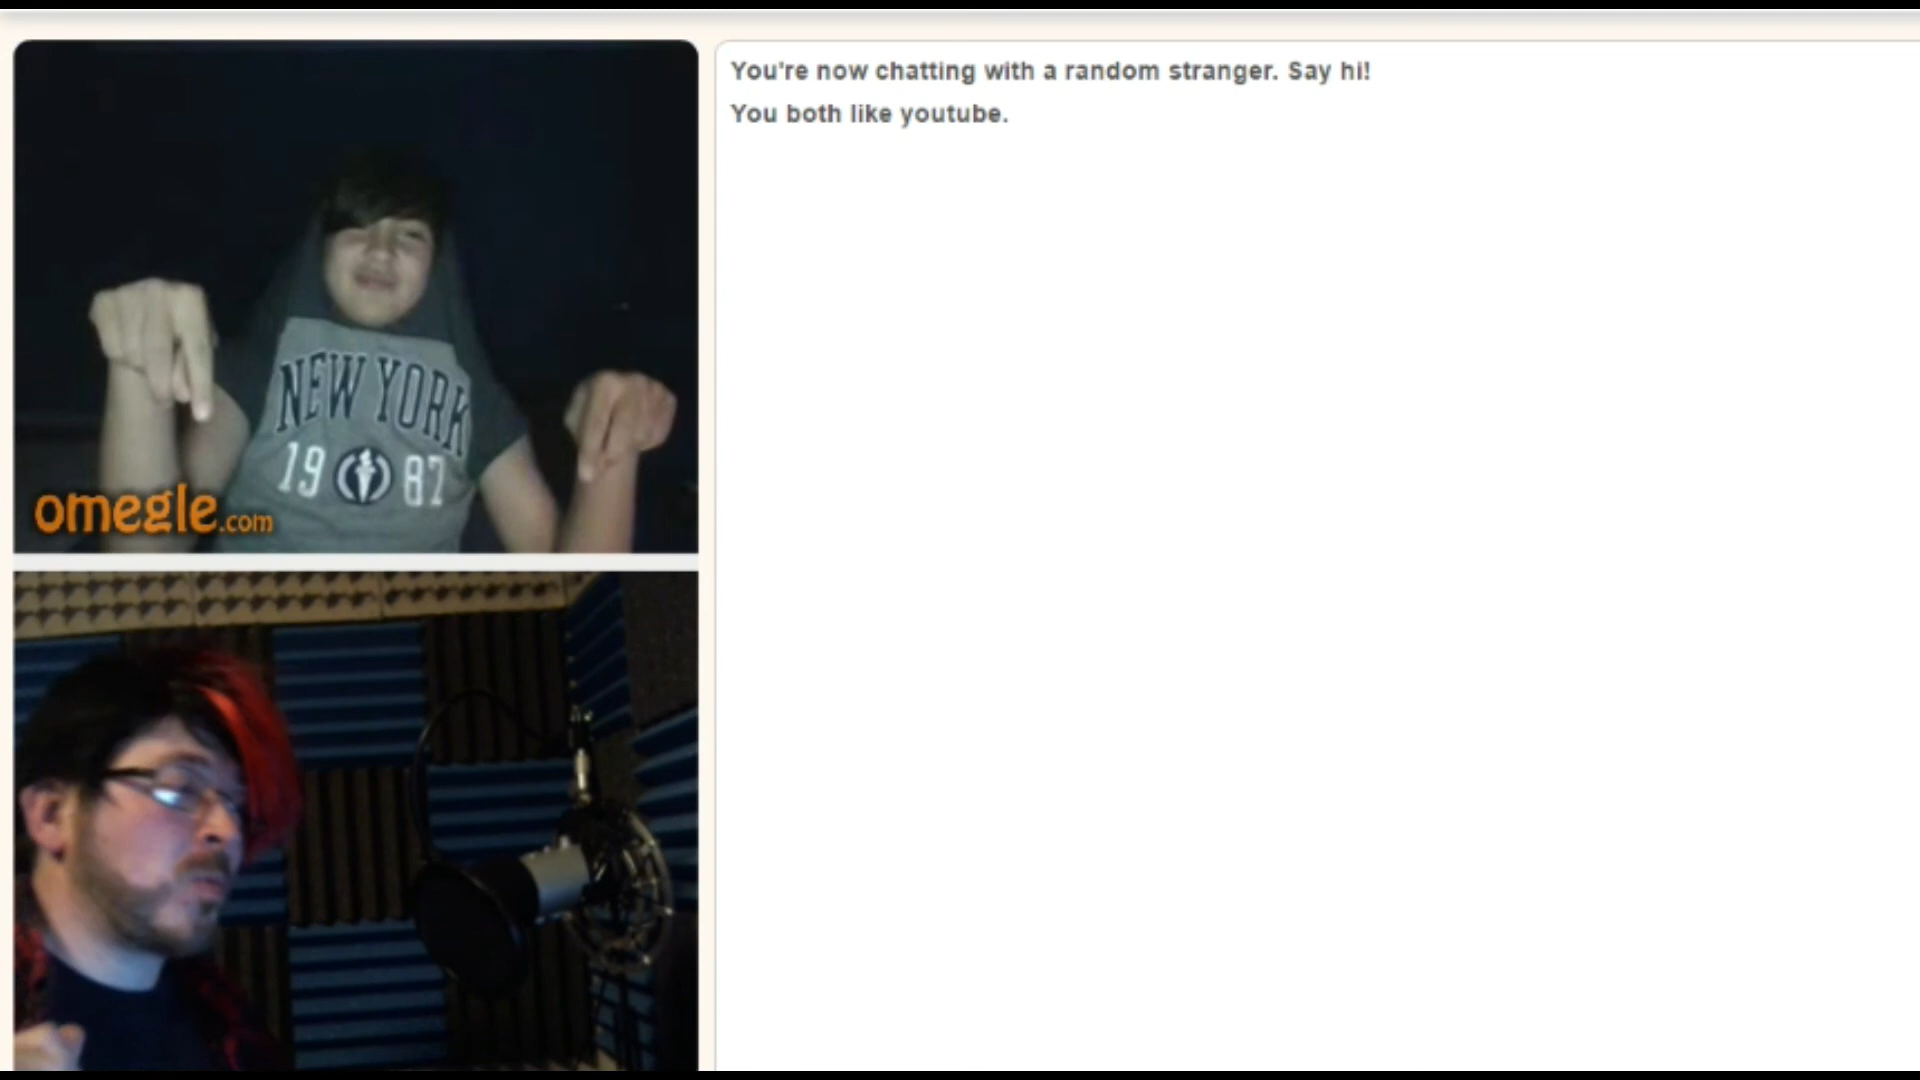 You're now chatting with a random stranger. Say hi!
You both like youtube.
NEW YORK
19 87
omegle.com